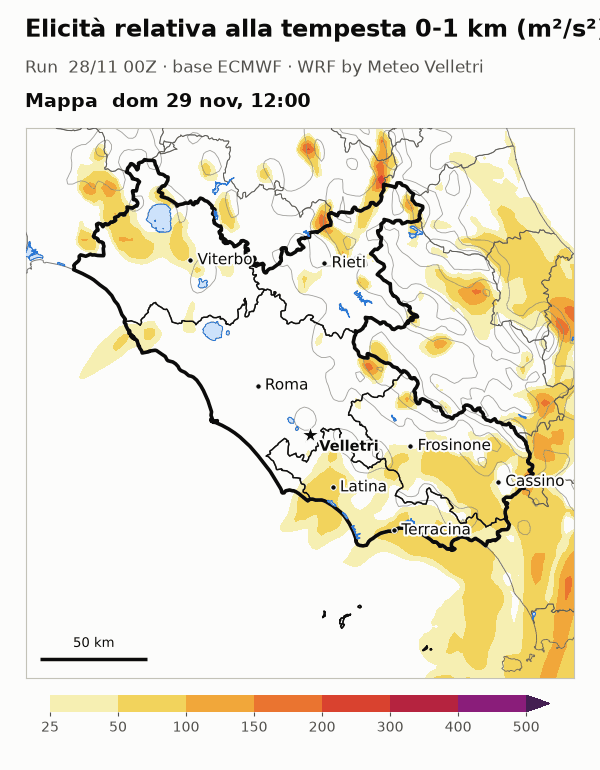 Elicità relativa alla tempesta 0-1 km (m²/s²)
Run  28/11 00Z · base ECMWF · WRF by Meteo Velletri
Mappa  dom 29 nov, 12:00
Viterbo
Rieti
Roma
Velletri
Frosinone
Latina
Cassino
Terracina
50 km
25 50 100 150 200 300 400 500